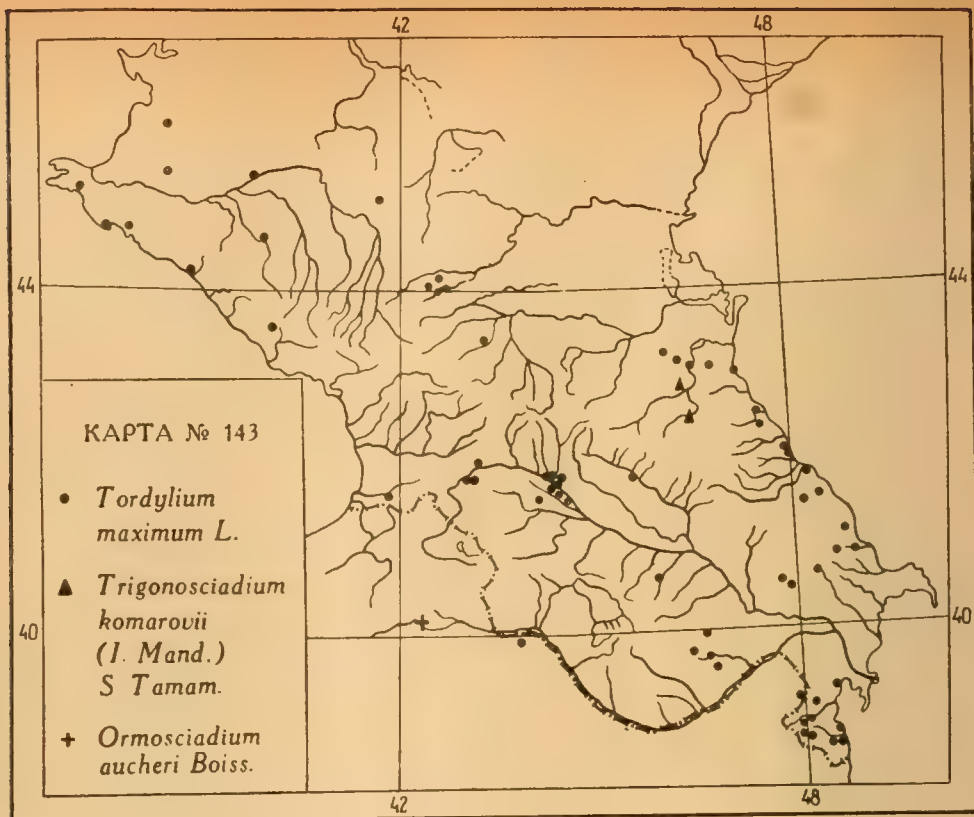 42 48
44 44
КАРТА № 143
• Tordylium
maximum L.
▲ Trigonosciadium
komarovii
40 40
(I. Mand.)
S Tamam.
+ Ormosciadium
aucheri Boiss.
42 48